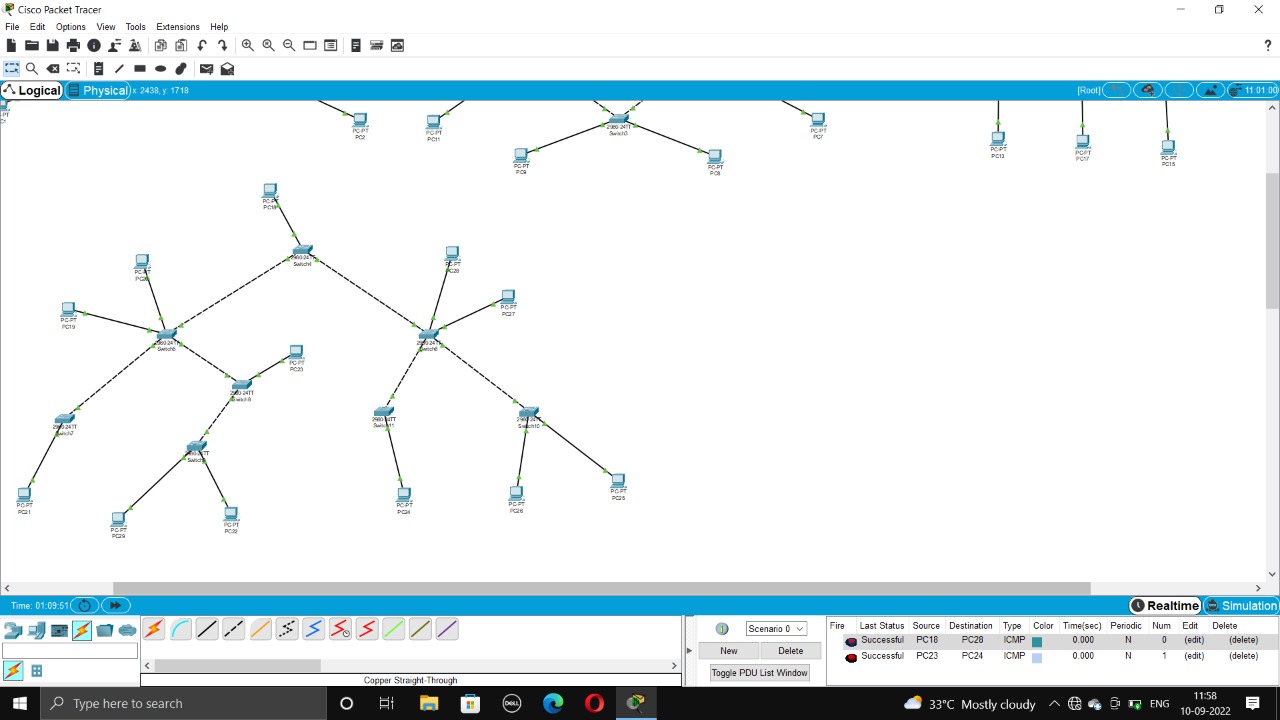 Cisco Packet Tracer
File Edit Options View Tools Extensions Help
?
Logical Physical x: 2438, y: 1718 [Root] 11:01:00
PC-PT
PC2
PC-PT
PC11
2960-24TT
Switch3
PC-PT
PC7
PC-PT
PC13
PC-PT
PC17
PC-PT
PC15
PC-PT
PC9
PC-PT
PC8
PC-PT
PC18
2960-24TT
Switch4
PC-PT
PC-PT
PC28
PC-PT
PC27
PC-PT
PC19
2960-24TT
2960-24TT
PC-PT
PC23
2960-24TT
2960-24TT
Switch7
2960-24TT
Switch11
2960-24TT
Switch10
2960-24TT
PC-PT
PC21
PC-PT
PC29
PC-PT
PC22
PC-PT
PC24
PC-PT
PC26
PC-PT
PC25
Time: 01:09:51 Realtime Simulation
Scenario 0
New Delete
Toggle PDU List Window
Copper Straight-Through
Fire Last Status Source Destination Type Color Time(sec) Periodic Num Edit Delete
Successful PC18 PC28 ICMP 0.000 N 0 (edit) (delete)
Successful PC23 PC24 ICMP 0.000 N 1 (edit) (delete)
Type here to search
DELL
33°C Mostly cloudy
ENG
11:58
10-09-2022